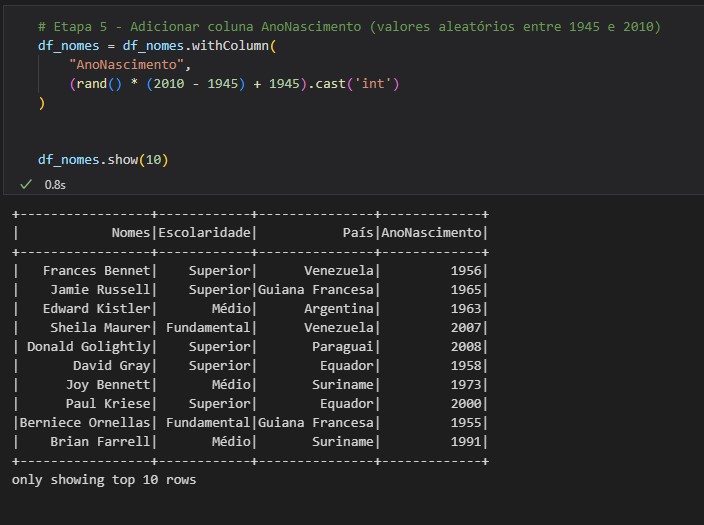 # Etapa 5 - Adicionar coluna AnoNascimento (valores aleatórios entre 1945 e 2010)
df_nomes = df_nomes.withColumn(
    "AnoNascimento",
    (rand() * (2010 - 1945) + 1945).cast('int')
)
df_nomes.show(10)
✓ 0.8s
+-----------------+------------+---------------+-------------+
|            Nomes|Escolaridade|           País|AnoNascimento|
+-----------------+------------+---------------+-------------+
|   Frances Bennet|    Superior|      Venezuela|         1956|
|    Jamie Russell|    Superior|Guiana Francesa|         1965|
|   Edward Kistler|       Médio|      Argentina|         1963|
|    Sheila Maurer| Fundamental|      Venezuela|         2007|
| Donald Golightly|    Superior|       Paraguai|         2008|
|       David Gray|    Superior|        Equador|         1958|
|      Joy Bennett|       Médio|       Suriname|         1973|
|      Paul Kriese|    Superior|        Equador|         2000|
|Berniece Ornellas| Fundamental|Guiana Francesa|         1955|
|    Brian Farrell|       Médio|       Suriname|         1991|
+-----------------+------------+---------------+-------------+
only showing top 10 rows